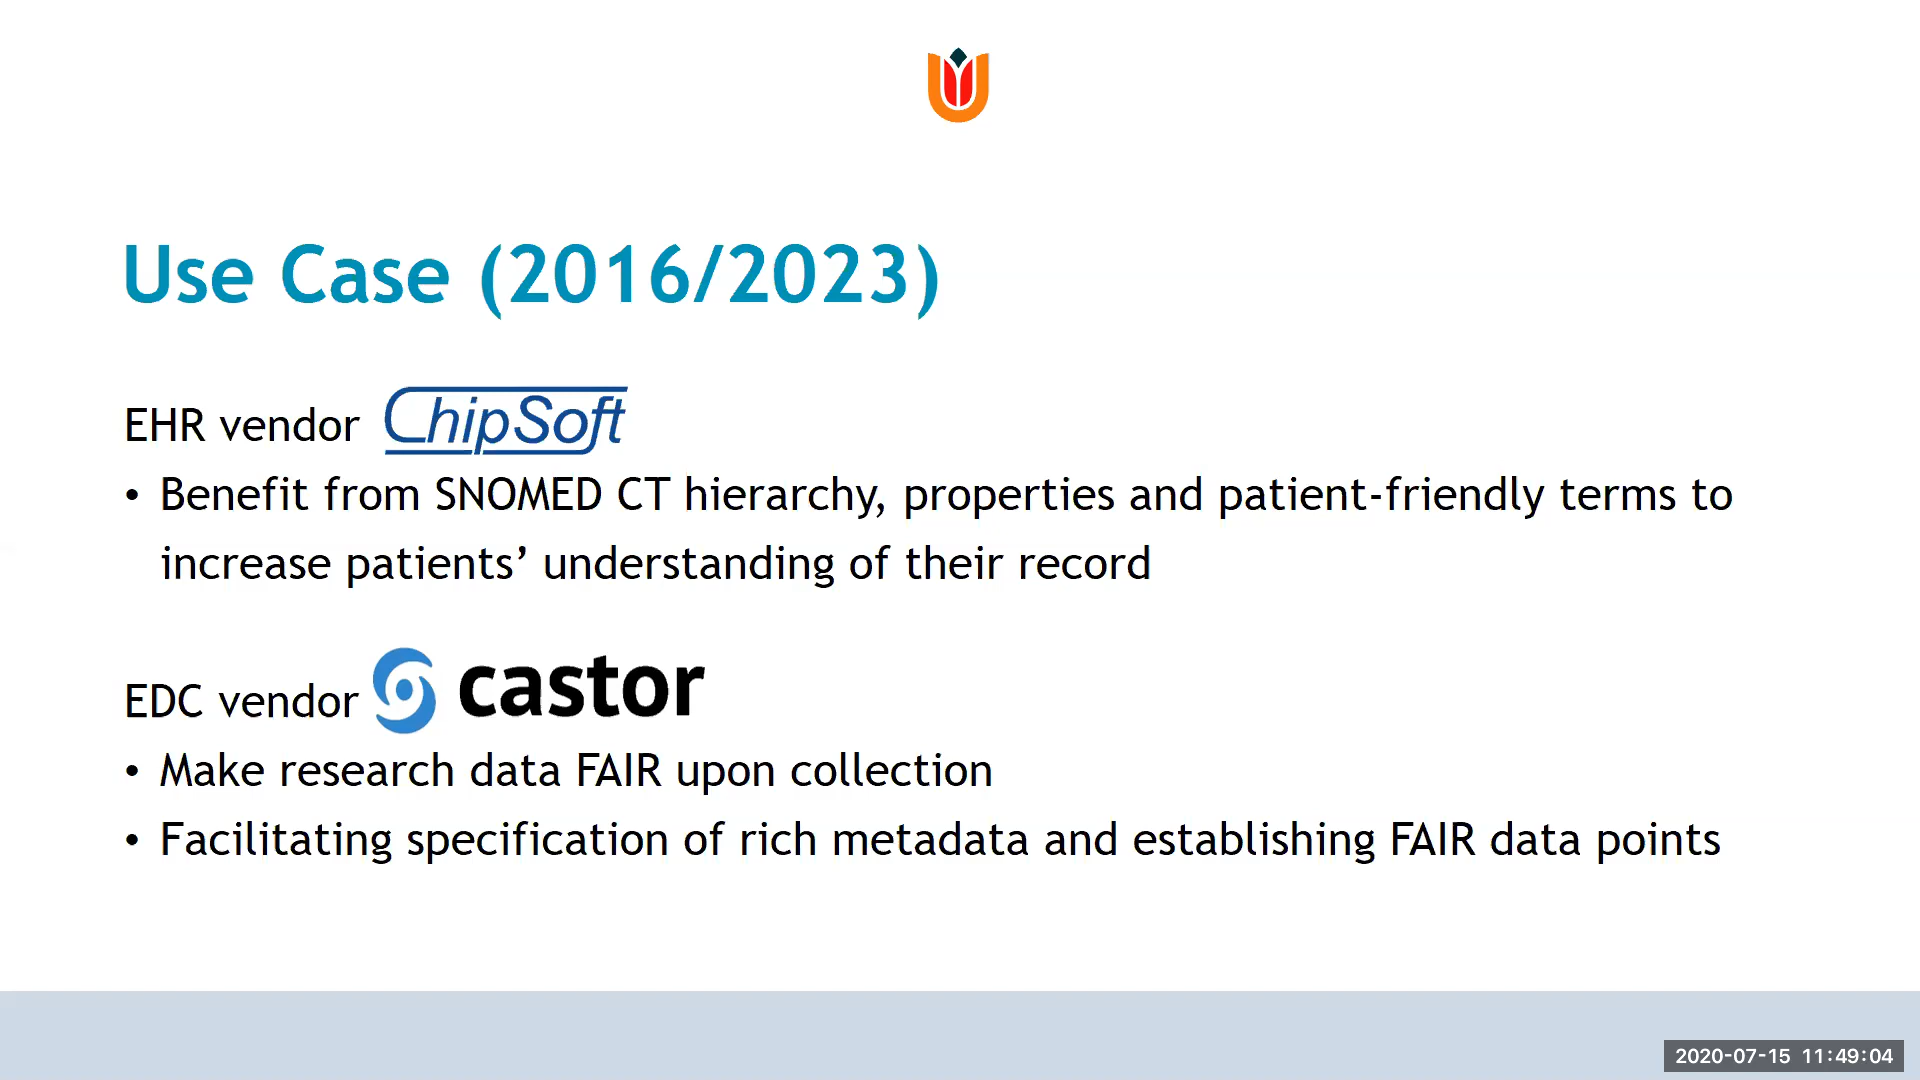 Use Case (2016/2023)
EHR vendor ChipSoft
• Benefit from SNOMED CT hierarchy, properties and patient-friendly terms to
increase patients’ understanding of their record
EDC vendor castor
• Make research data FAIR upon collection
• Facilitating specification of rich metadata and establishing FAIR data points
2020-07-15 11:49:04